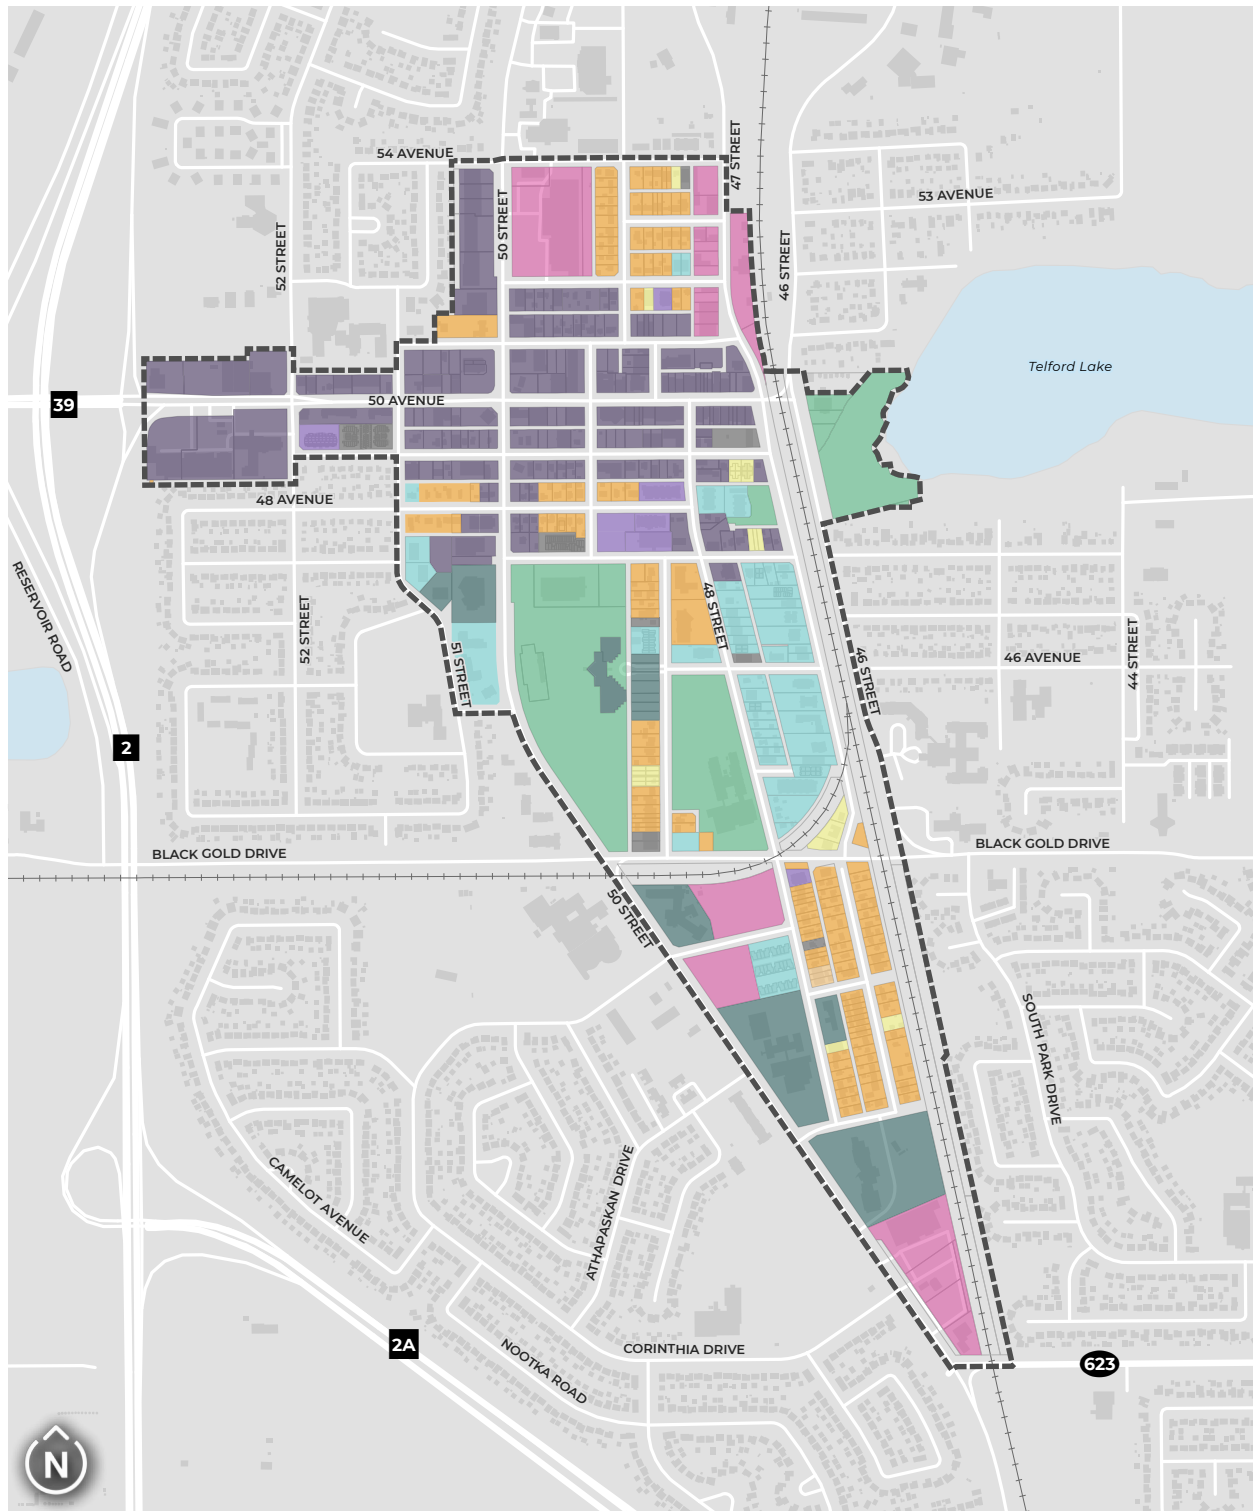 54 AVENUE
47 STREET
53 AVENUE
50 STREET
52 STREET
46 STREET
Telford Lake
39
50 AVENUE
48 AVENUE
RESERVOIR ROAD
52 STREET
51 STREET
48 STREET
46 STREET
46 AVENUE
44 STREET
2
BLACK GOLD DRIVE
BLACK GOLD DRIVE
50 STREET
SOUTH PARK DRIVE
CAMELOT AVENUE
ATHAPASKAN DRIVE
2A
NOOTKA ROAD
CORINTHIA DRIVE
623
N